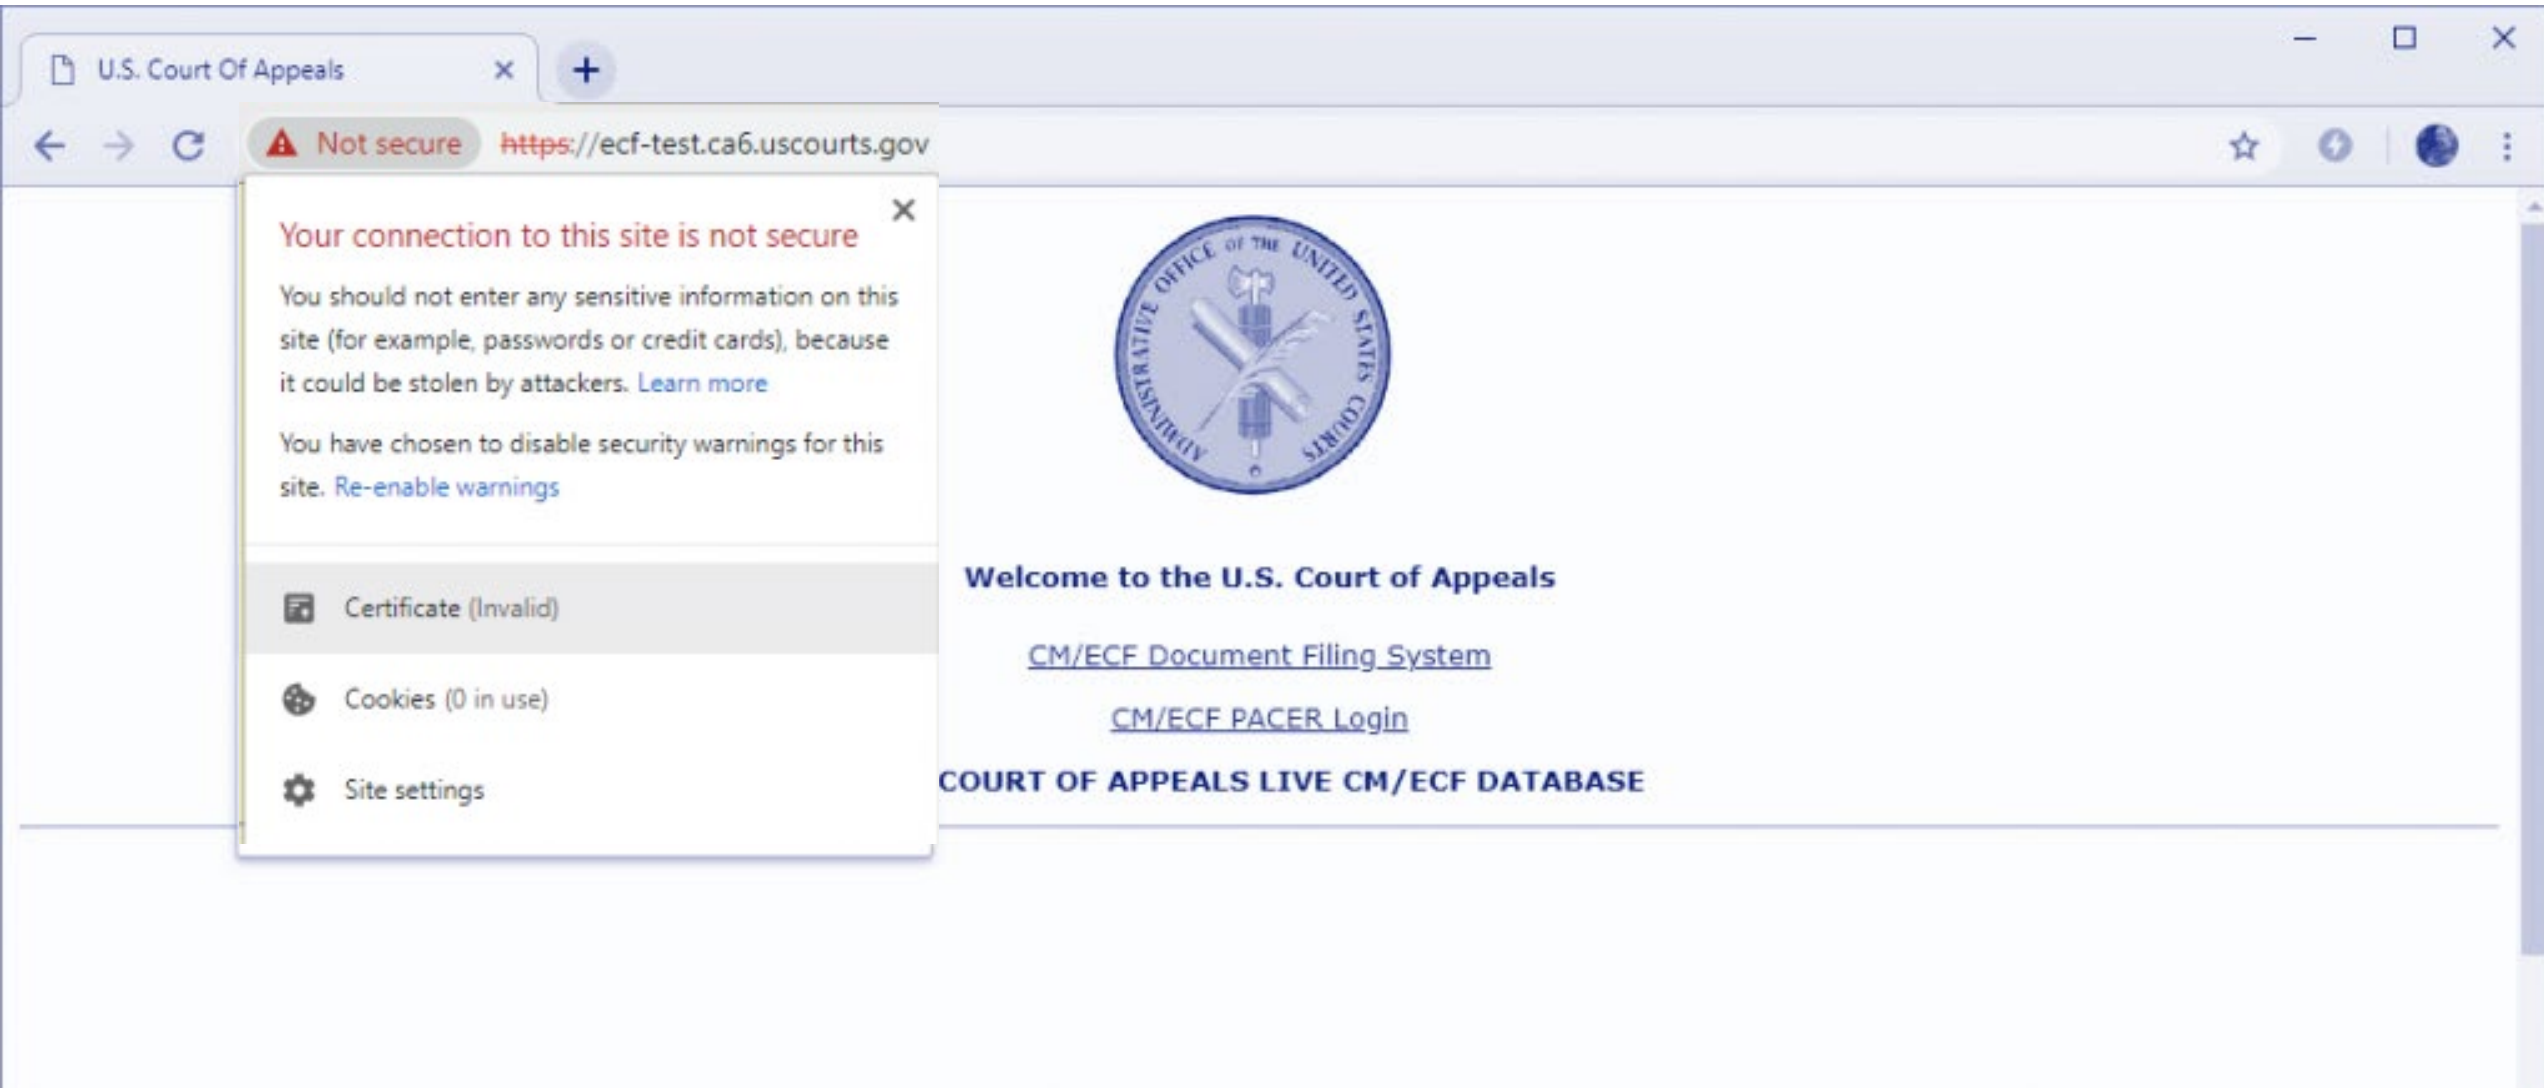 U.S. Court Of Appeals
Not secure https://ecf-test.ca6.uscourts.gov
Your connection to this site is not secure
You should not enter any sensitive information on this
site (for example, passwords or credit cards), because
it could be stolen by attackers. Learn more
You have chosen to disable security warnings for this
site. Re-enable warnings
Certificate (Invalid)
Cookies (0 in use)
Site settings
ADMINISTRATIVE OFFICE OF THE UNITED STATES COURTS
Welcome to the U.S. Court of Appeals
CM/ECF Document Filing System
CM/ECF PACER Login
COURT OF APPEALS LIVE CM/ECF DATABASE